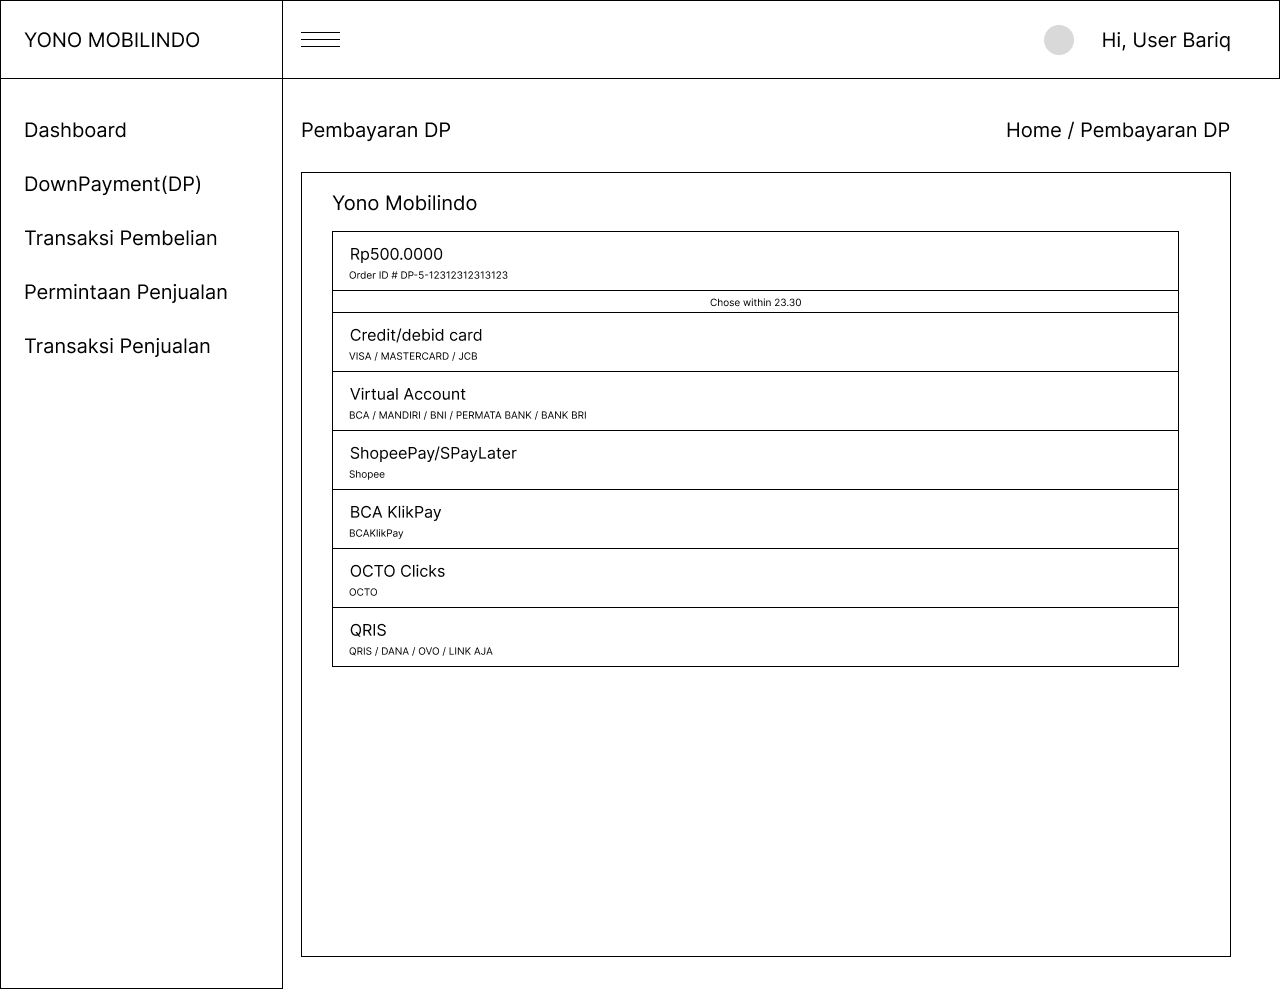 YONO MOBILINDO
Hi, User Bariq
Dashboard
DownPayment(DP)
Transaksi Pembelian
Permintaan Penjualan
Transaksi Penjualan
Pembayaran DP
Home / Pembayaran DP
Yono Mobilindo
Rp500.0000
Order ID # DP-5-12312312313123
Chose within 23.30
Credit/debid card
VISA / MASTERCARD / JCB
Virtual Account
BCA / MANDIRI / BNI / PERMATA BANK / BANK BRI
ShopeePay/SPayLater
Shopee
BCA KlikPay
BCAKlikPay
OCTO Clicks
OCTO
QRIS
QRIS / DANA / OVO / LINK AJA